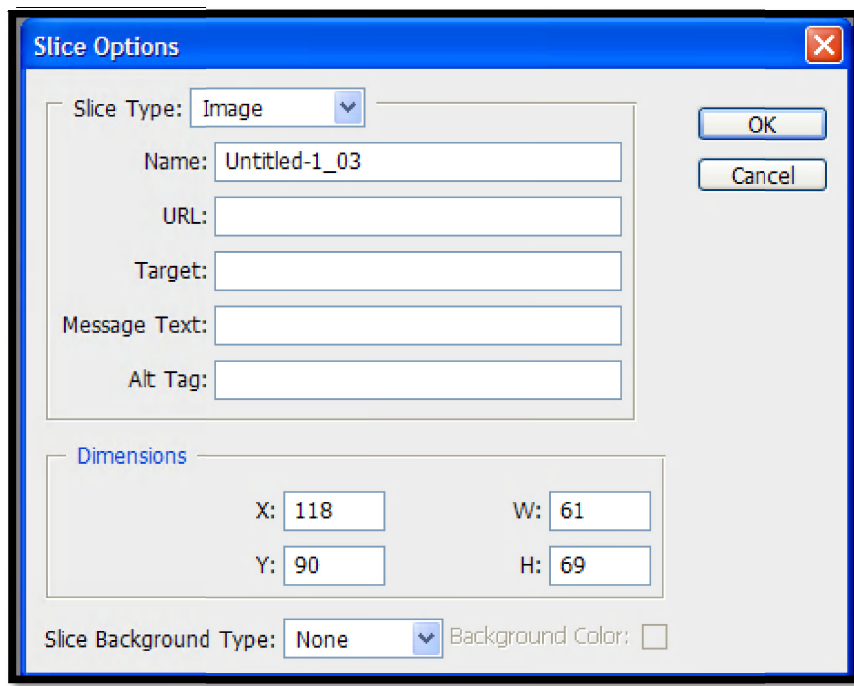 Slice Options
Slice Type: Image
OK
Name: Untitled-1_03
Cancel
URL:
Target:
Message Text:
Alt Tag:
Dimensions
X: 118 W: 61
Y: 90 H: 69
Slice Background Type: None Background Color: